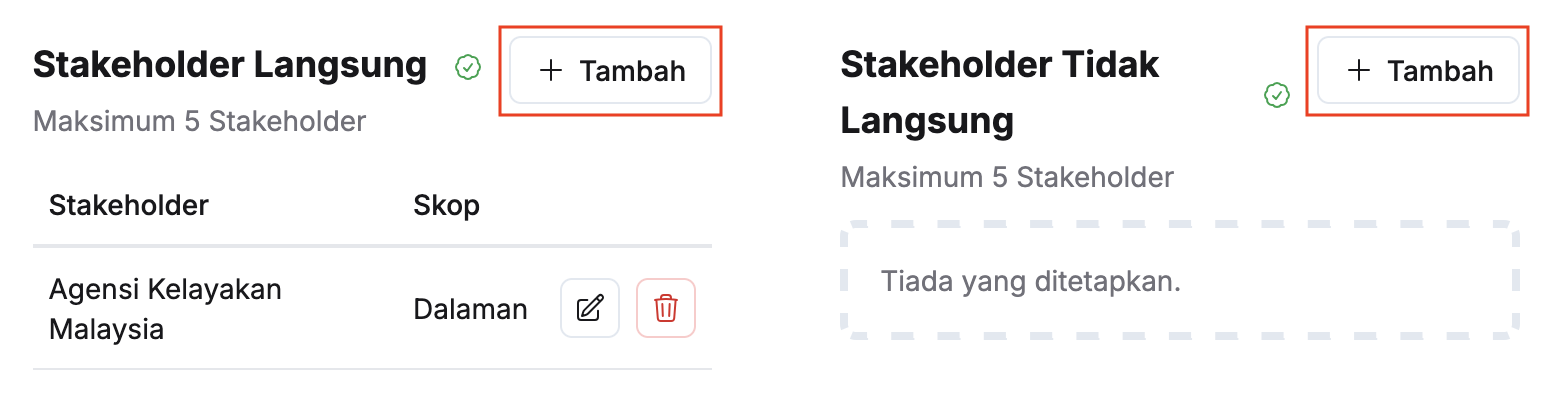 Stakeholder Langsung
+ Tambah
Maksimum 5 Stakeholder
Stakeholder Skop
Agensi Kelayakan
Malaysia
Dalaman
Stakeholder Tidak
Langsung
+ Tambah
Maksimum 5 Stakeholder
Tiada yang ditetapkan.